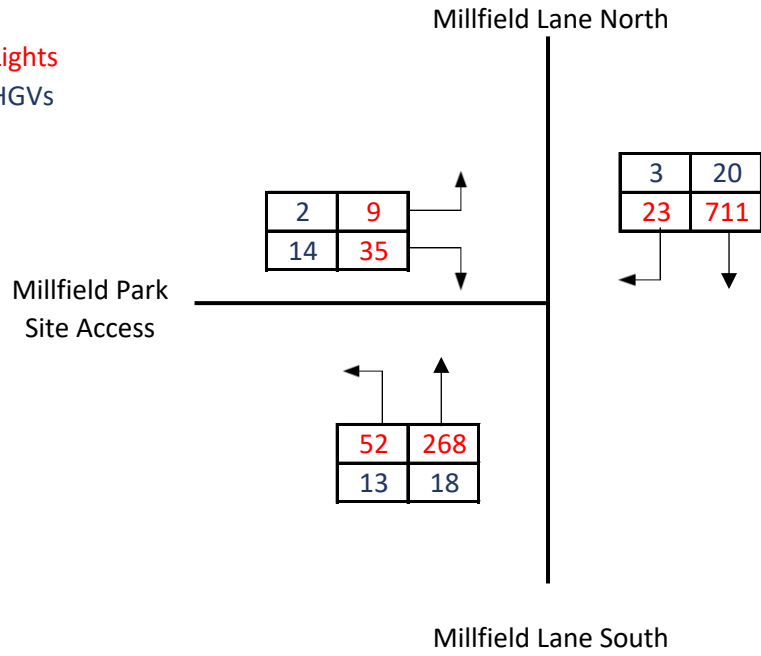 Millfield Lane North
Lights
HGVs
3 20
23 711
2 9
14 35
Millfield Park
Site Access
52 268
13 18
Millfield Lane South